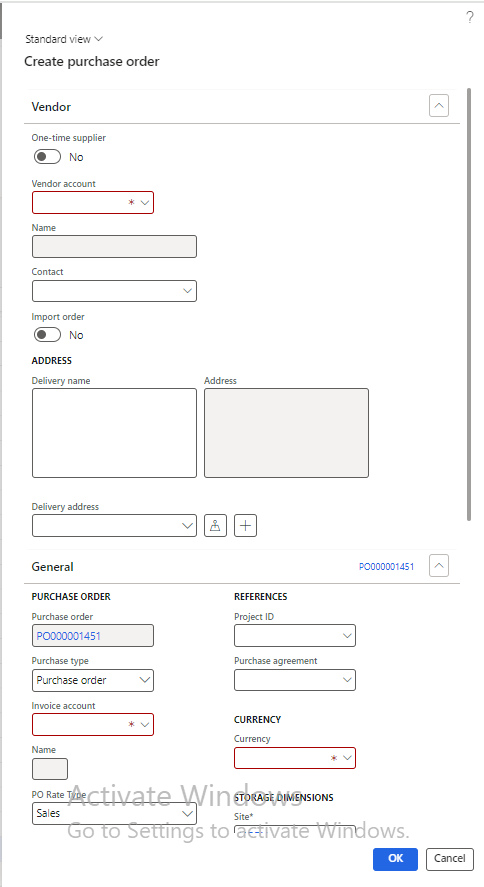 ?
Standard view
Create purchase order
Vendor
One-time supplier
No
Vendor account
*
Name
Contact
Import order
No
ADDRESS
Delivery name Address
Delivery address
General PO000001451
PURCHASE ORDER REFERENCES
Purchase order Project ID
PO000001451
Purchase type Purchase agreement
Purchase order
Invoice account
* CURRENCY
Name Currency
*
PO Rate Type STORAGE DIMENSIONS
Sales Site*
Activate Windows
Go to Settings to activate Windows.
OK Cancel